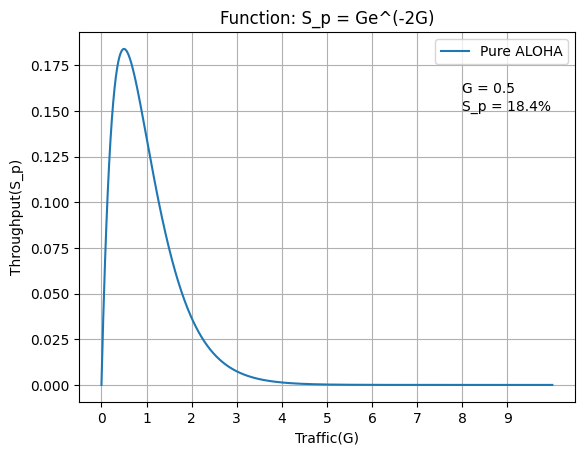 Function: S_p = Ge^(-2G)
Pure ALOHA
G = 0.5
S_p = 18.4%
Throughput(S_p)
0.175
0.150
0.125
0.100
0.075
0.050
0.025
0.000
0 1 2 3 4 5 6 7 8 9
Traffic(G)